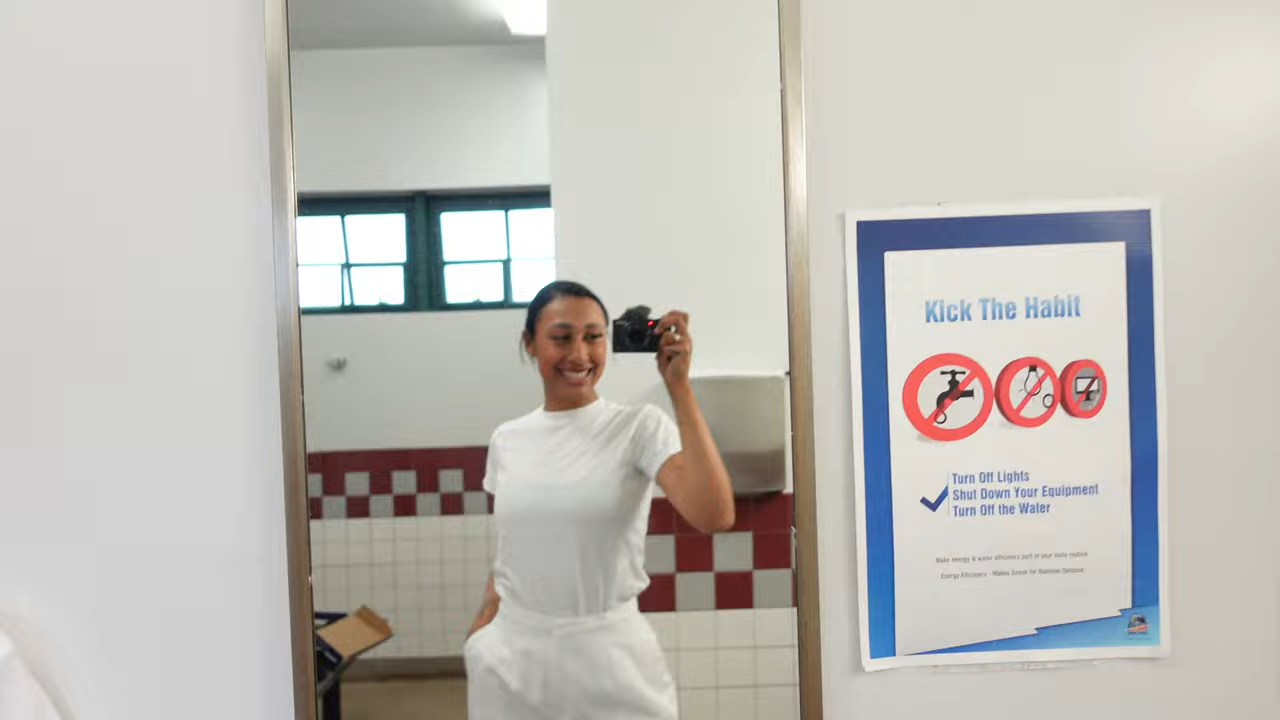 Kick The Habit
Turn Off Lights
Shut Down Your Equipment
Turn Off the Water
Make energy & water efficiency part of your daily routine
Energy Efficiency - Makes Sense for National Defense